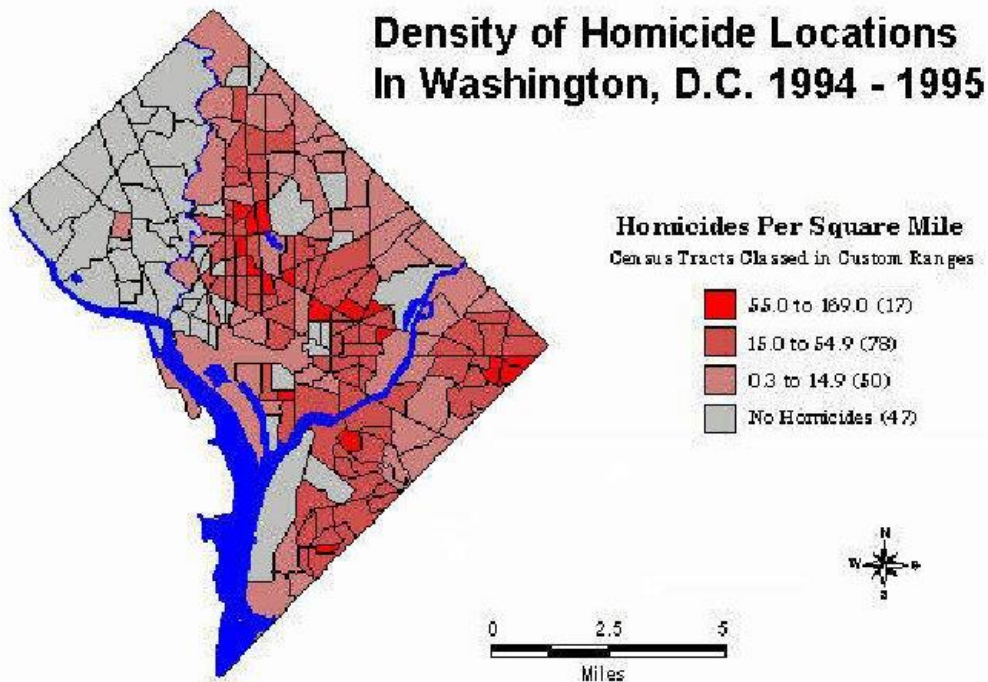 Density of Homicide Locations
In Washington, D.C. 1994 - 1995
Homicides Per Square Mile
Census Tracts Classed in Custom Ranges
55.0 to 169.0 (17)
15.0 to 54.9 (78)
0.3 to 14.9 (50)
No Homicides (47)
N
W E
S
0 2.5 5
Miles